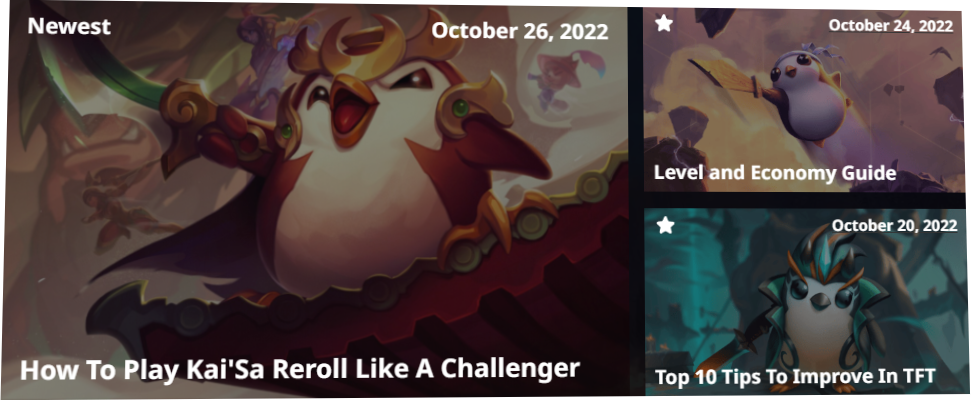 Newest
October 26, 2022
How To Play Kai'Sa Reroll Like A Challenger
October 24, 2022
Level and Economy Guide
October 20, 2022
Top 10 Tips To Improve In TFT